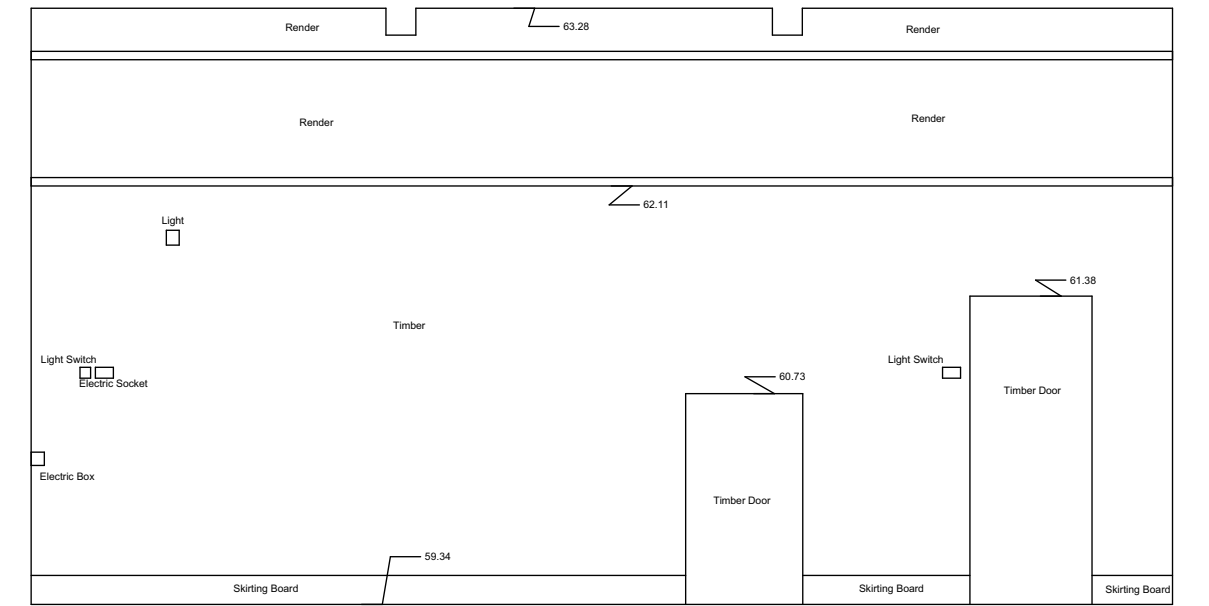 Render
63.28
Render
Render
Render
62.11
Light
61.38
Timber
Light Switch
Electric Socket
Light Switch
60.73
Timber Door
Electric Box
Timber Door
59.34
Skirting Board
Skirting Board
Skirting Board